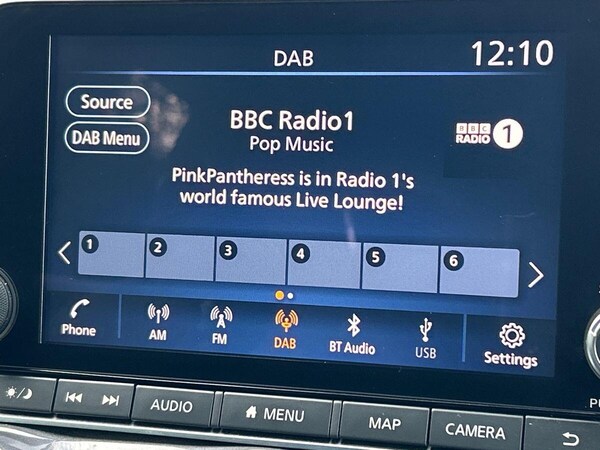 DAB
12:10
Source
DAB Menu
BBC Radio1
Pop Music
BBC
RADIO 1
PinkPantheress is in Radio 1's
world famous Live Lounge!
1 2 3 4 5 6
Phone
AM
FM
DAB
BT Audio
USB
Settings
AUDIO
MENU
MAP
CAMERA